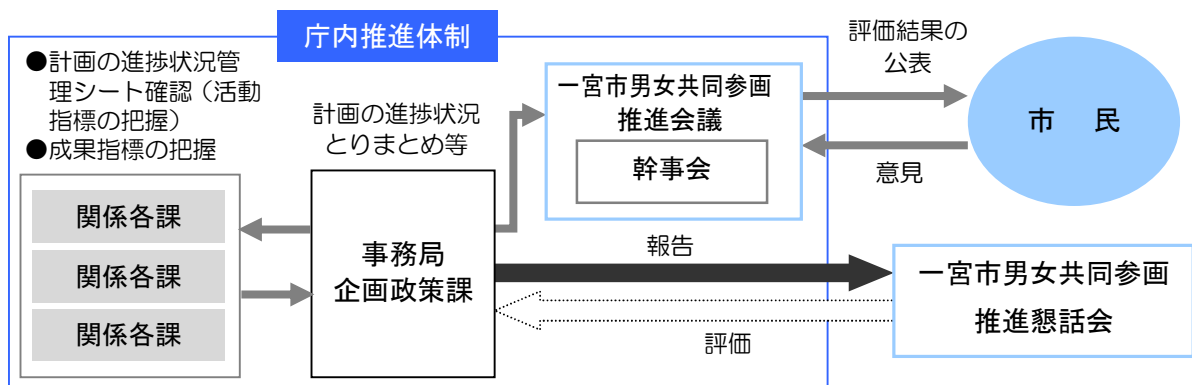 庁内推進体制
●計画の進捗状況管
理シート確認（活動
指標の把握）
●成果指標の把握
関係各課
関係各課
関係各課
計画の進捗状況
とりまとめ等
事務局
企画政策課
一宮市男女共同参画
推進会議
幹事会
評価結果の
公表
市　民
意見
報告
評価
一宮市男女共同参画
推進懇話会